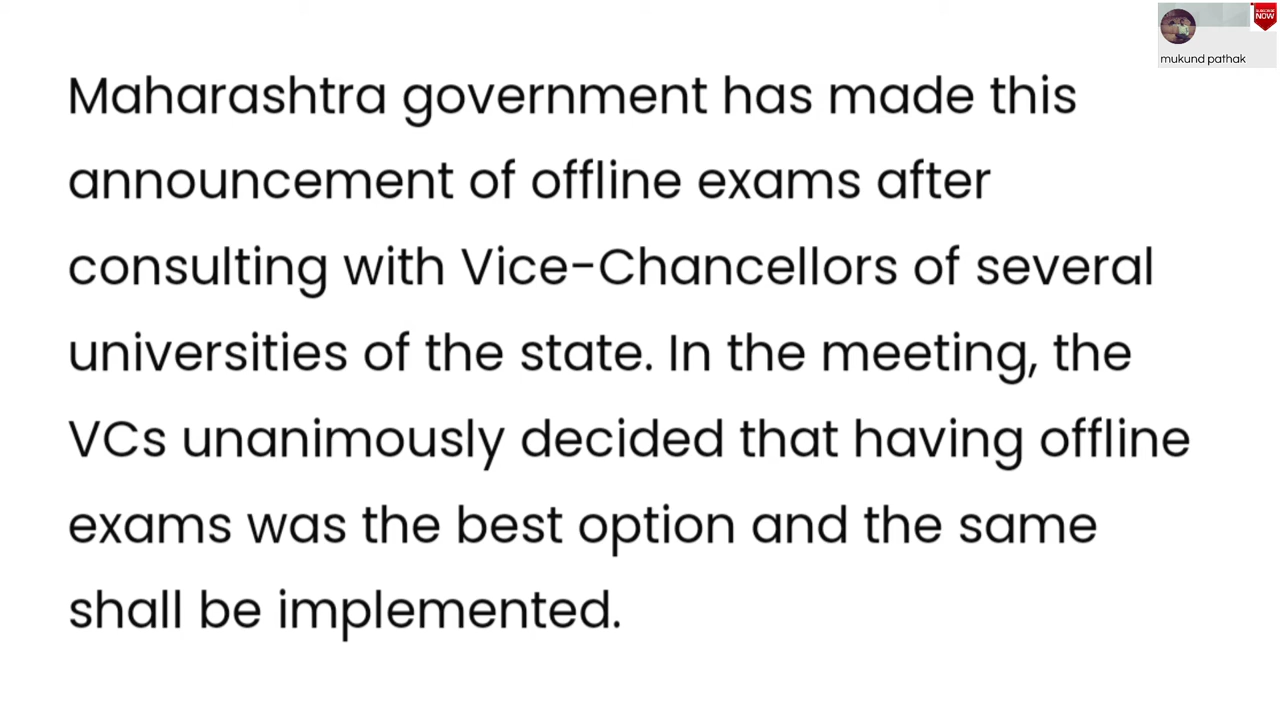 SUBSCRIBE
NOW
mukund pathak
Maharashtra government has made this
announcement of offline exams after
consulting with Vice-Chancellors of several
universities of the state. In the meeting, the
VCs unanimously decided that having offline
exams was the best option and the same
shall be implemented.